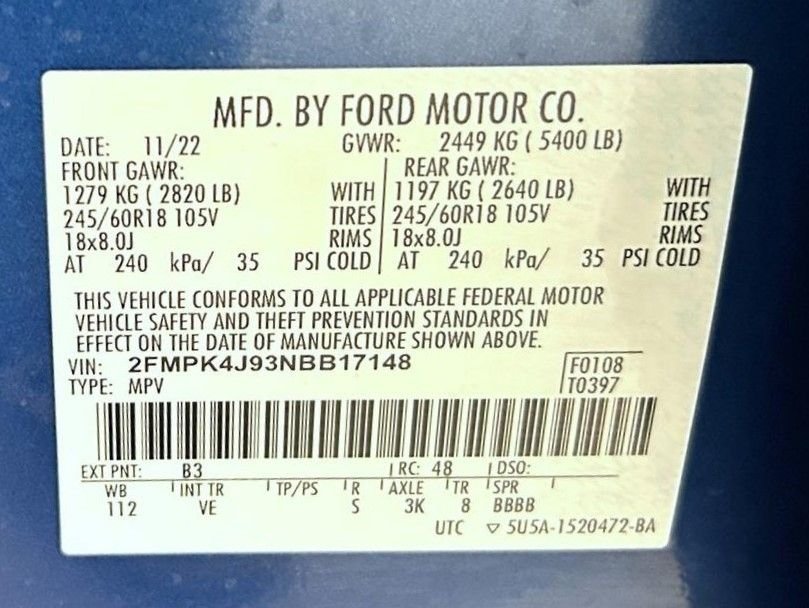 MFD. BY FORD MOTOR CO.
DATE: 11/22 GVWR: 2449 KG ( 5400 LB)
FRONT GAWR: REAR GAWR:
1279 KG ( 2820 LB) WITH 1197 KG ( 2640 LB) WITH
245/60R18 105V TIRES 245/60R18 105V TIRES
18x8.0J RIMS 18x8.0J RIMS
AT 240 kPa/ 35 PSI COLD AT 240 kPa/ 35 PSI COLD
THIS VEHICLE CONFORMS TO ALL APPLICABLE FEDERAL MOTOR
VEHICLE SAFETY AND THEFT PREVENTION STANDARDS IN
EFFECT ON THE DATE OF MANUFACTURE SHOWN ABOVE.
VIN: 2FMPK4J93NBB17148 F0108
TYPE: MPV T0397
EXT PNT: B3 RC: 48 DSO:
WB INT TR TP/PS R AXLE TR SPR
112 VE S 3K 8 BBBB
UTC ▽ 5U5A-1520472-BA